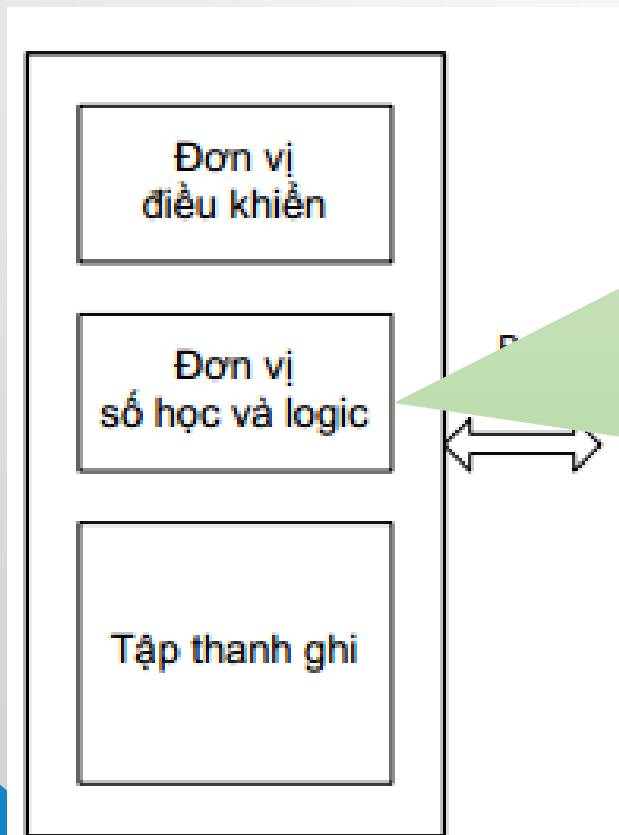 Đơn vị
điều khiển
Đơn vị
số học và logic
Tập thanh ghi